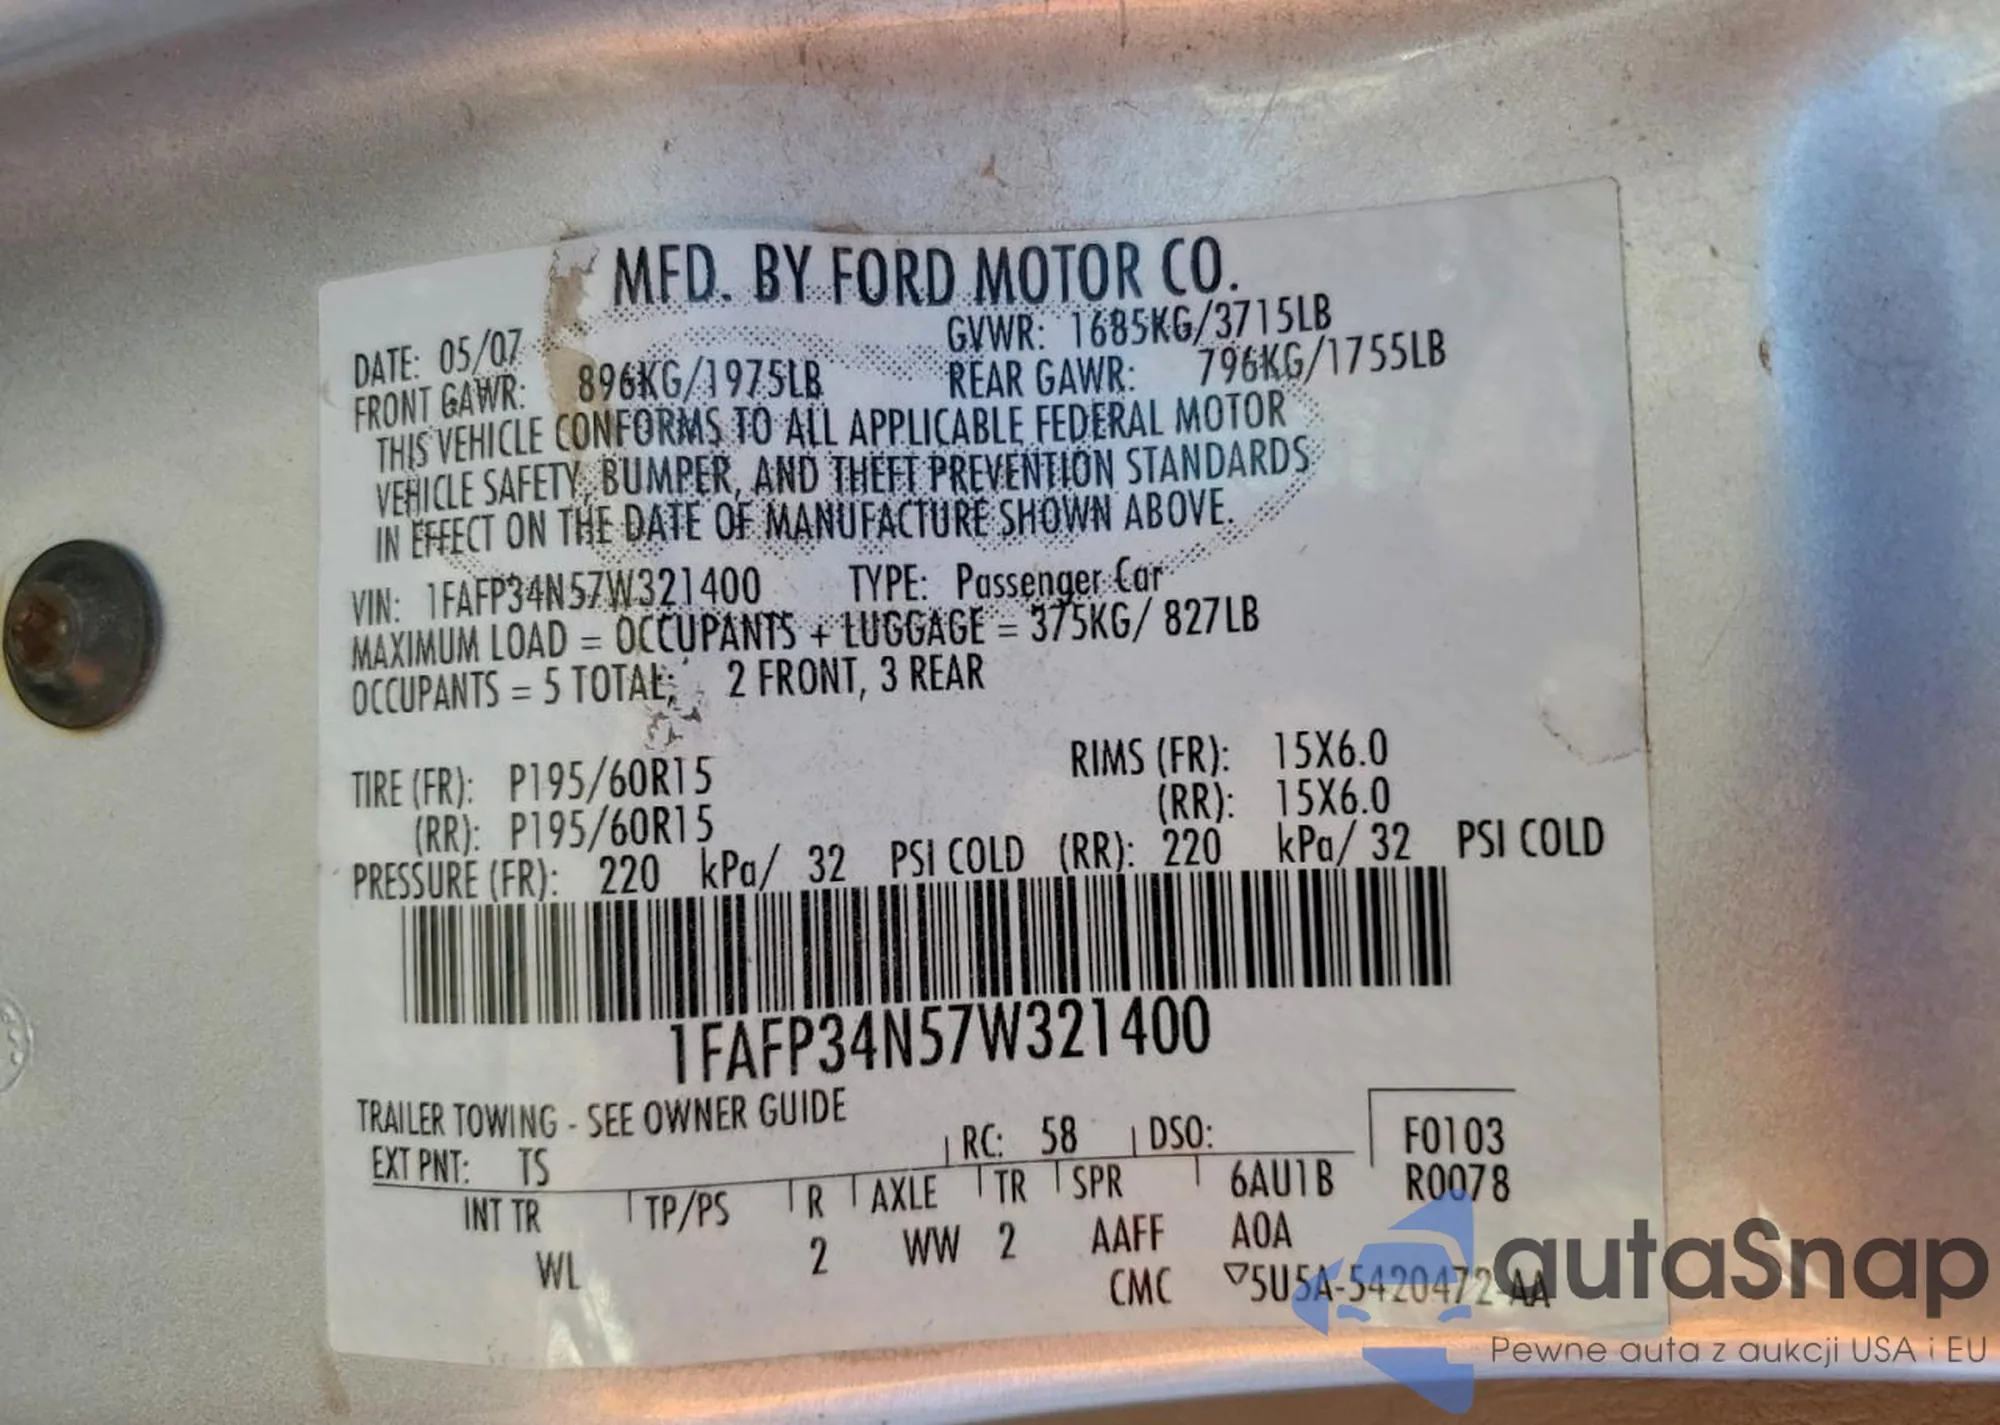 MFD. BY FORD MOTOR CO.
DATE: 05/07 GVWR: 1685KG/3715LB
FRONT GAWR: 896KG/1975LB REAR GAWR: 796KG/1755LB
THIS VEHICLE CONFORMS TO ALL APPLICABLE FEDERAL MOTOR
VEHICLE SAFETY, BUMPER, AND THEFT PREVENTION STANDARDS
IN EFFECT ON THE DATE OF MANUFACTURE SHOWN ABOVE.
VIN: 1FAFP34N57W321400 TYPE: Passenger Car
MAXIMUM LOAD = OCCUPANTS + LUGGAGE = 375KG/ 827LB
OCCUPANTS = 5 TOTAL; 2 FRONT, 3 REAR
TIRE (FR): P195/60R15 RIMS (FR): 15X6.0
(RR): P195/60R15 (RR): 15X6.0
PRESSURE (FR): 220 kPa/ 32 PSI COLD (RR): 220 kPa/ 32 PSI COLD
1FAFP34N57W321400
TRAILER TOWING - SEE OWNER GUIDE
EXT PNT: TS RC: 58 DSO: F0103
INT TR TP/PS R AXLE TR SPR 6AU1B R0078
WL 2 WW 2 AAFF A0A
CMC ▽5U5A-5420472-AA
autaSnap
Pewne auta z aukcji USA i EU